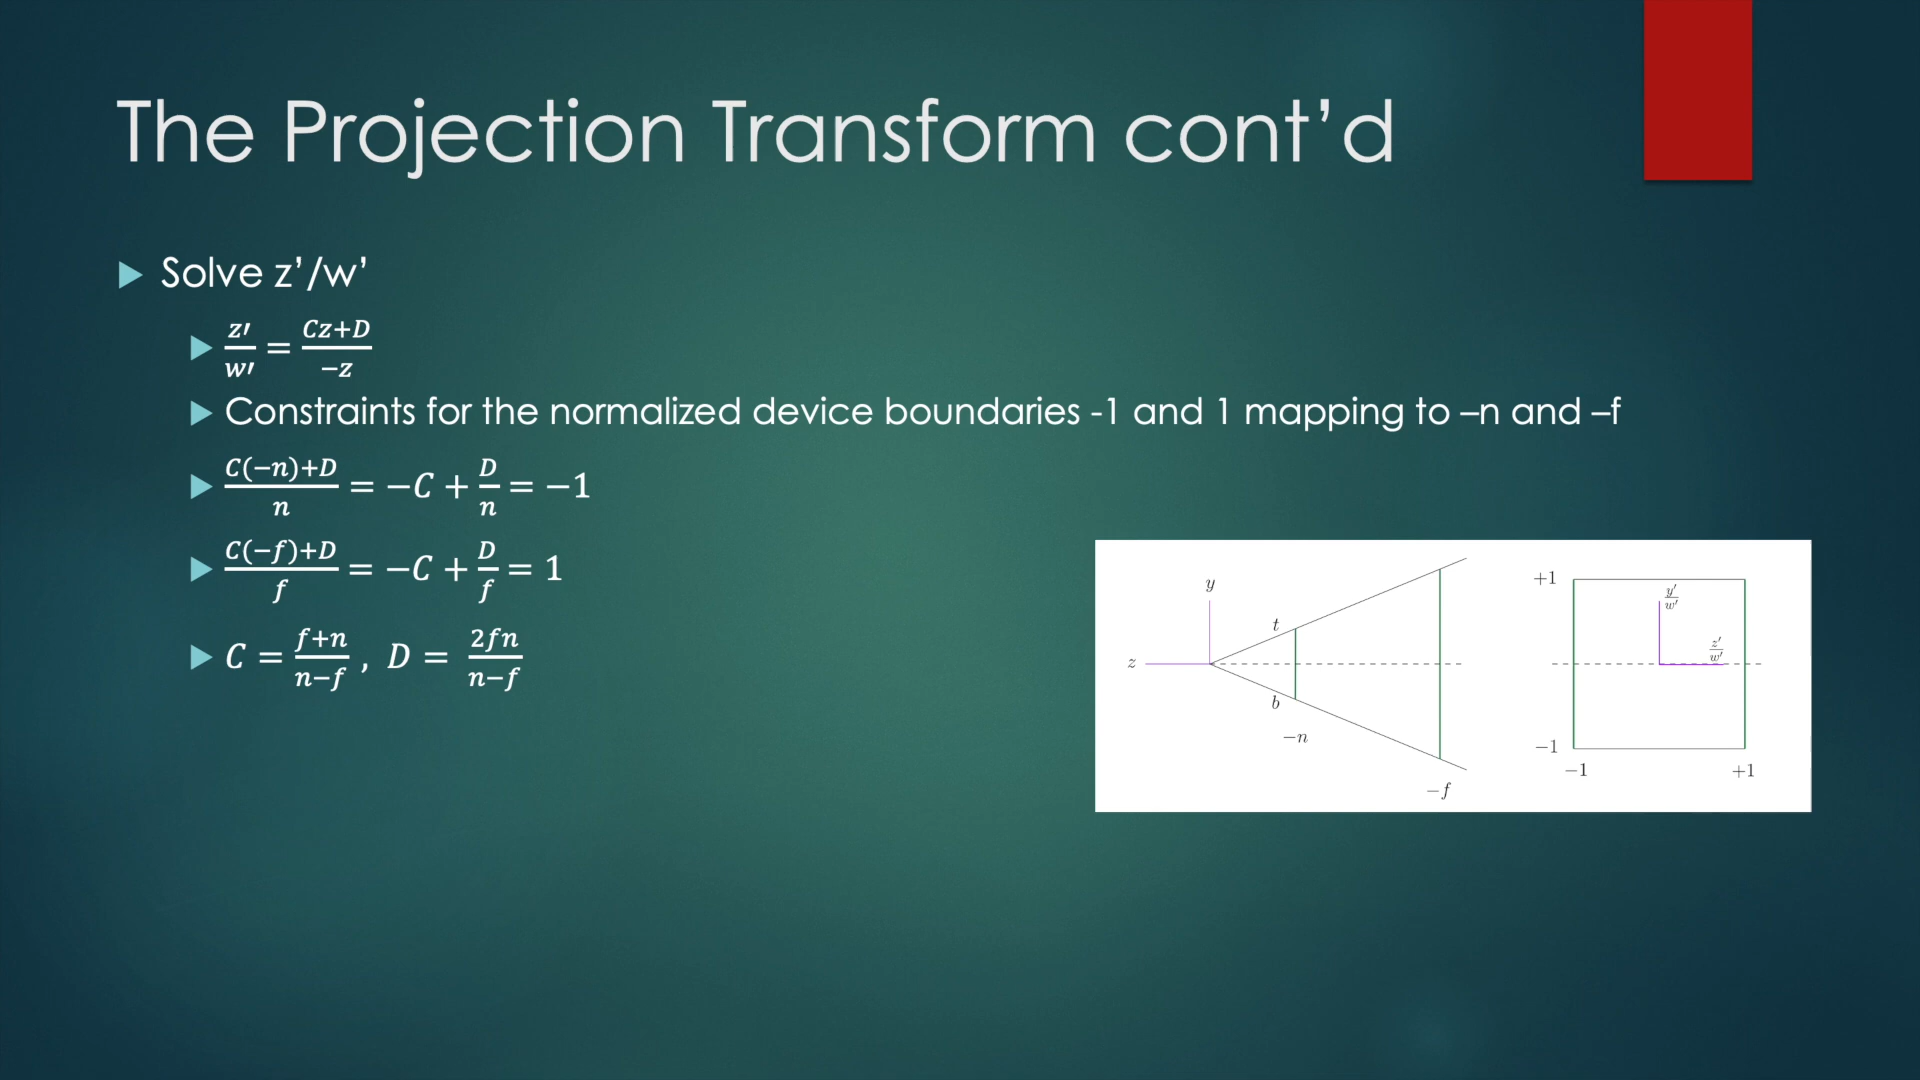 The Projection Transform cont’d
Solve z’/w’
z′/w′ = (Cz+D)/(−z)
Constraints for the normalized device boundaries -1 and 1 mapping to –n and –f
(C(−n)+D)/n = −C + D/n = −1
(C(−f)+D)/f = −C + D/f = 1
C = (f+n)/(n−f) , D = 2fn/(n−f)
y
t
z
b
−n
−f
+1
y′/w′
z′/w′
−1
−1
+1